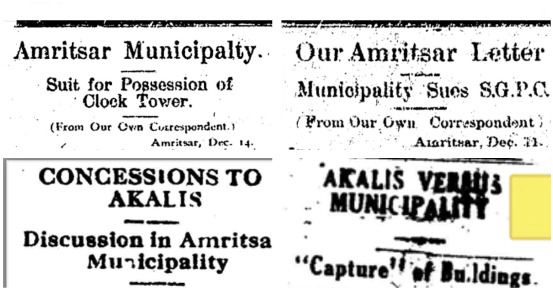 Amritsar Municipalty.
Suit for Possession of
Clock Tower.
(From Our Own Correspondent.)
Amritsar, Dec. 14.
Our Amritsar Letter
Municipality Sues S.G.P.C.
(From Our Own Correspondent)
Amritsar, Dec. 11.
CONCESSIONS TO
AKALIS
Discussion in Amritsa
Municipality
AKALIS VERSUS
MUNICIPALITY
"Capture" of Buildings.